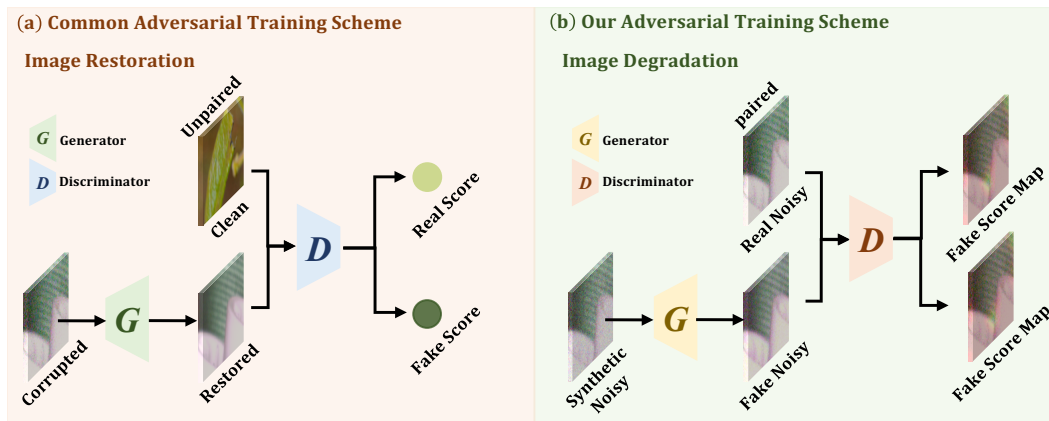 (a) Common Adversarial Training Scheme
Image Restoration
G Generator
D Discriminator
Unpaired
Clean
Corrupted
G
Restored
D
Real Score
Fake Score
(b) Our Adversarial Training Scheme
Image Degradation
G Generator
D Discriminator
paired
Real Noisy
Synthetic
Noisy
G
Fake Noisy
D
Fake Score Map
Fake Score Map